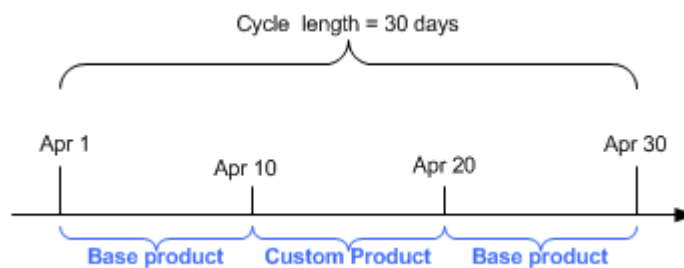 Cycle length = 30 days
Apr 1
Apr 10
Apr 20
Apr 30
Base product
Custom Product
Base product